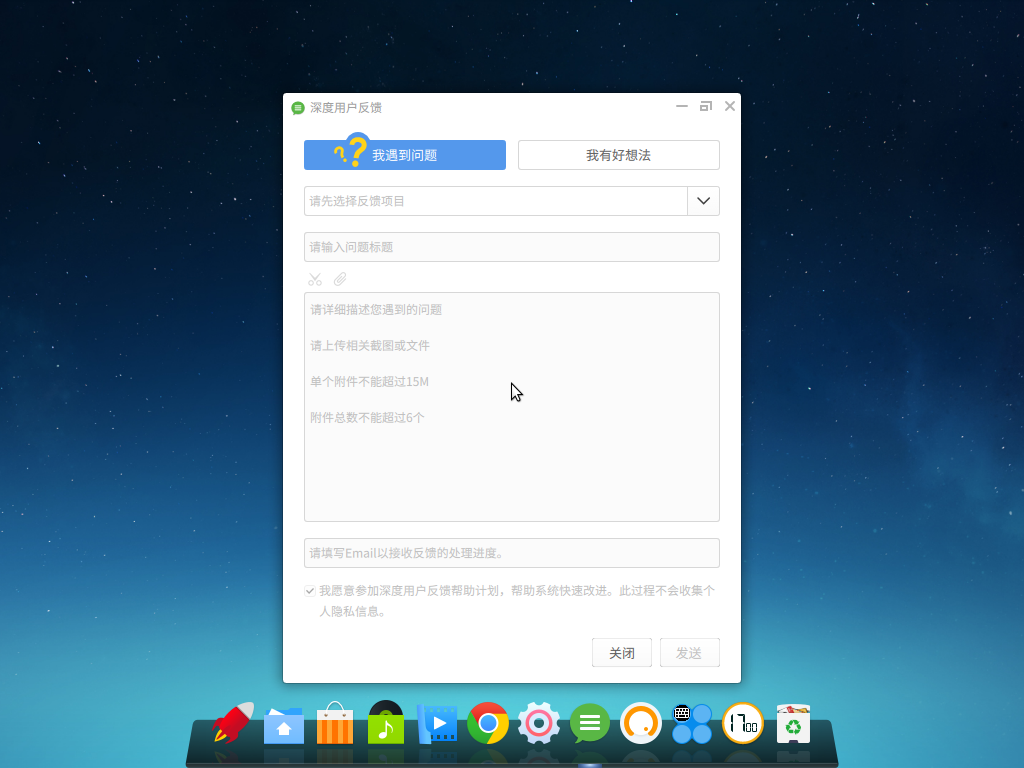 深度用户反馈
我遇到问题
我有好想法
请先选择反馈项目
请输入问题标题
请详细描述您遇到的问题
请上传相关截图或文件
单个附件不能超过15M
附件总数不能超过6个
请填写Email以接收反馈的处理进度。
我愿意参加深度用户反馈帮助计划，帮助系统快速改进。此过程不会收集个
人隐私信息。
关闭
发送
17:00